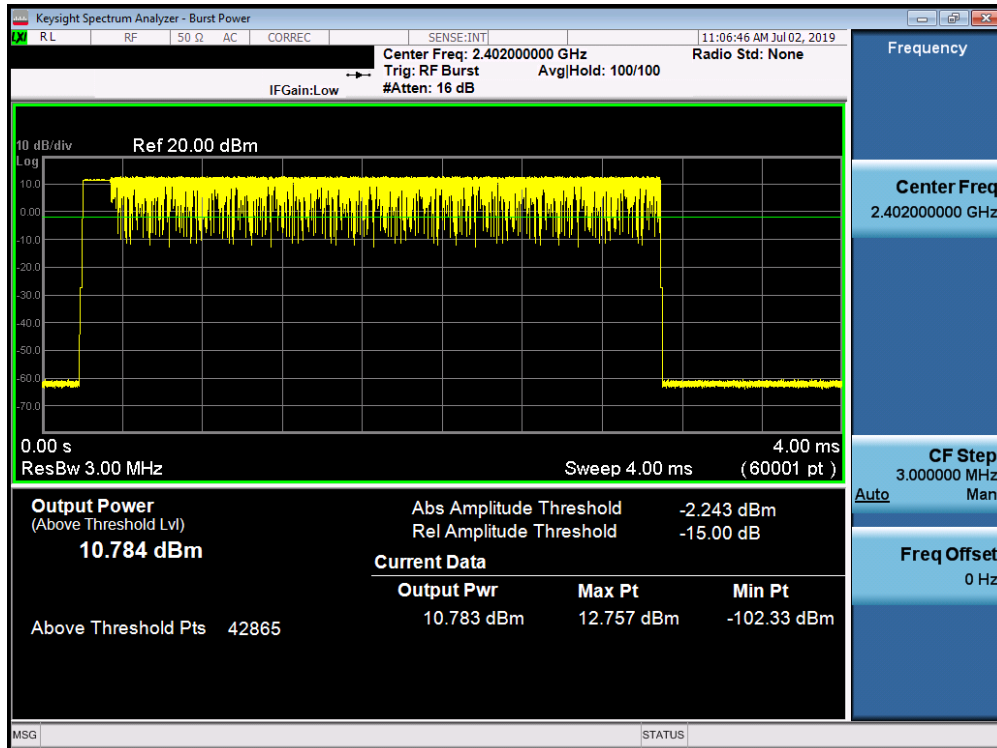 Keysight Spectrum Analyzer - Burst Power
LXI RL RF 50 Ω AC CORREC SENSE:INT 11:06:46 AM Jul 02, 2019
Center Freq: 2.402000000 GHz Radio Std: None
Trig: RF Burst Avg|Hold: 100/100
IFGain:Low #Atten: 16 dB
10 dB/div Ref 20.00 dBm
Log
10.0
0.00
-10.0
-20.0
-30.0
-40.0
-50.0
-60.0
-70.0
0.00 s 4.00 ms
ResBw 3.00 MHz Sweep 4.00 ms (60001 pt)
Output Power
(Above Threshold Lvl)
10.784 dBm
Above Threshold Pts 42865
Abs Amplitude Threshold -2.243 dBm
Rel Amplitude Threshold -15.00 dB
Current Data
Output Pwr Max Pt Min Pt
10.783 dBm 12.757 dBm -102.33 dBm
Frequency
Center Freq
2.402000000 GHz
CF Step
3.000000 MHz
Auto Man
Freq Offset
0 Hz
MSG STATUS